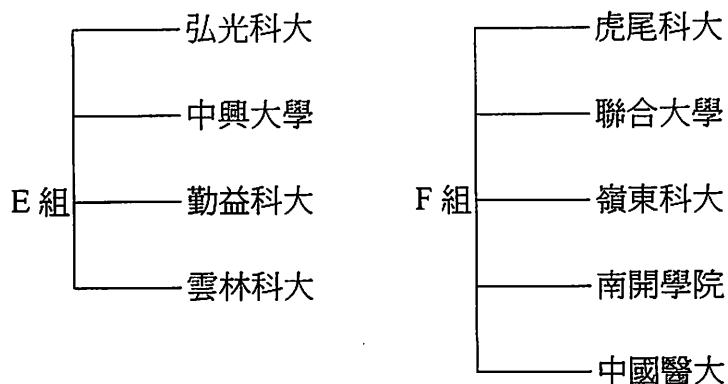 弘光科大
中興大學
E 組
勤益科大
雲林科大
虎尾科大
聯合大學
F 組
嶺東科大
南開學院
中國醫大